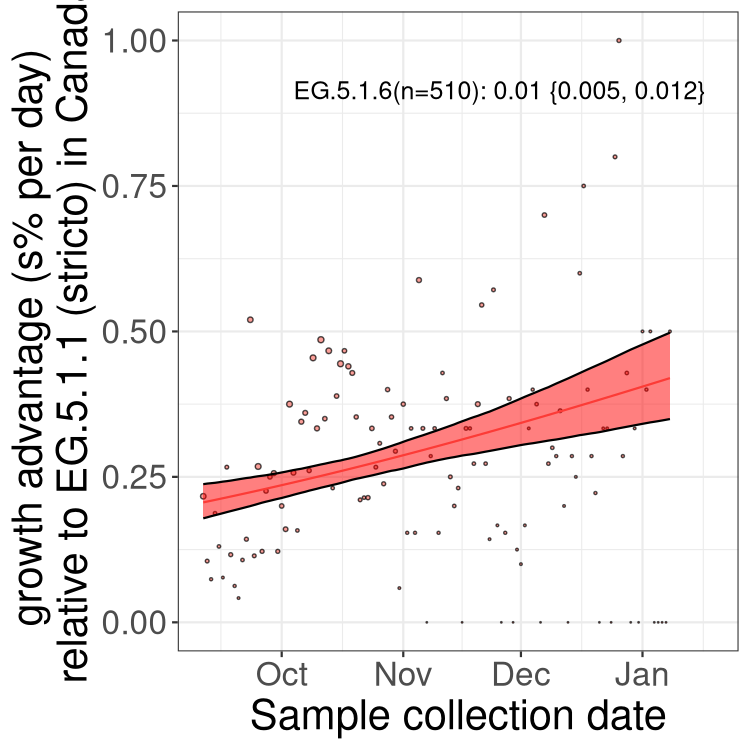 growth advantage (s% per day)
relative to EG.5.1.1 (stricto) in Canada
1.00
0.75
0.50
0.25
0.00
EG.5.1.6(n=510): 0.01 {0.005, 0.012}
Oct Nov Dec Jan
Sample collection date